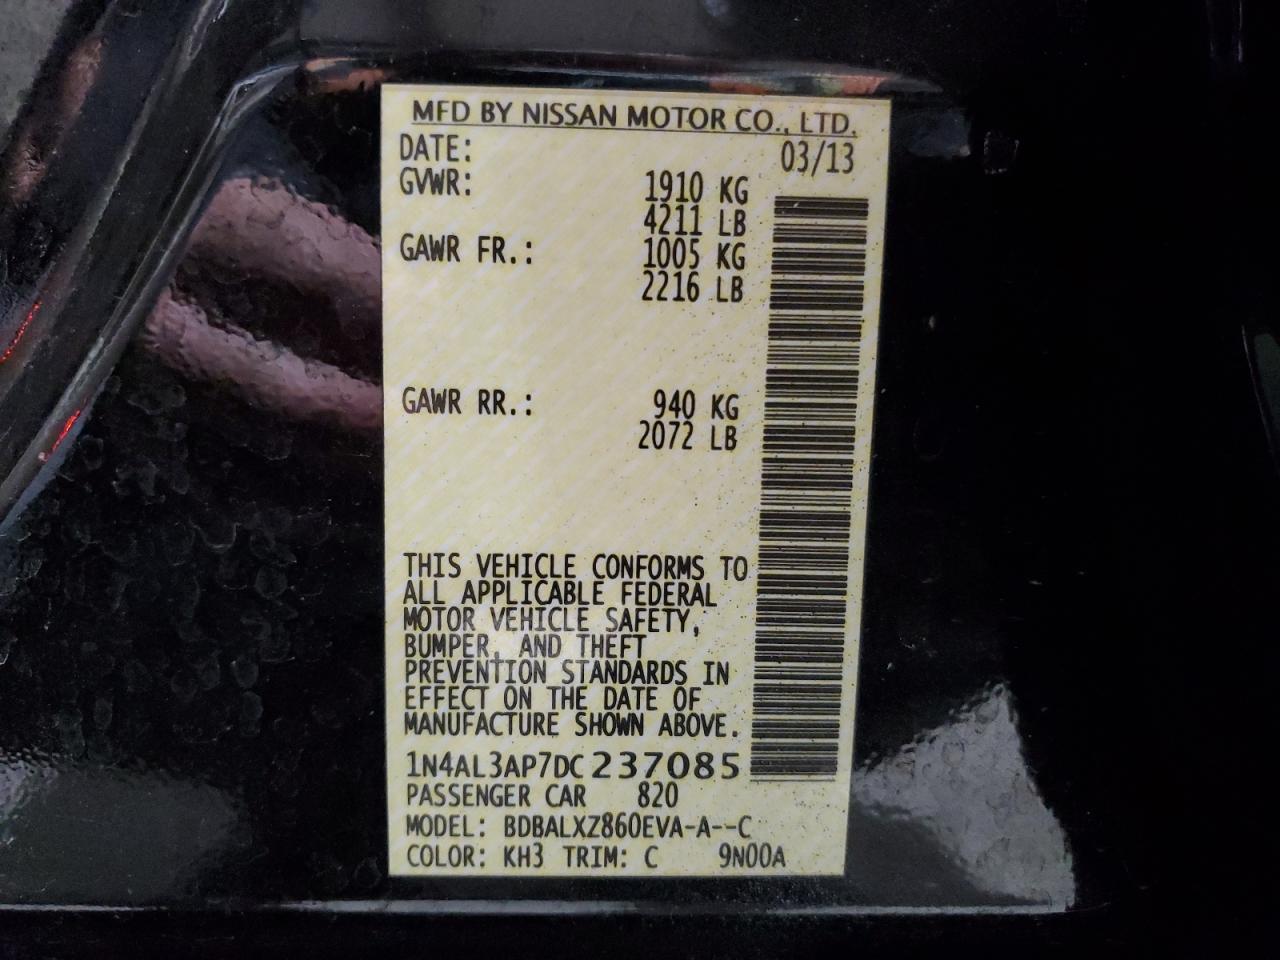 MFD BY NISSAN MOTOR CO., LTD.
DATE: 03/13
GVWR: 1910 KG
4211 LB
GAWR FR.: 1005 KG
2216 LB
GAWR RR.: 940 KG
2072 LB
THIS VEHICLE CONFORMS TO
ALL APPLICABLE FEDERAL
MOTOR VEHICLE SAFETY,
BUMPER, AND THEFT
PREVENTION STANDARDS IN
EFFECT ON THE DATE OF
MANUFACTURE SHOWN ABOVE.
1N4AL3AP7DC237085
PASSENGER CAR 820
MODEL: BDBALXZ860EVA-A--C
COLOR: KH3 TRIM: C 9N00A